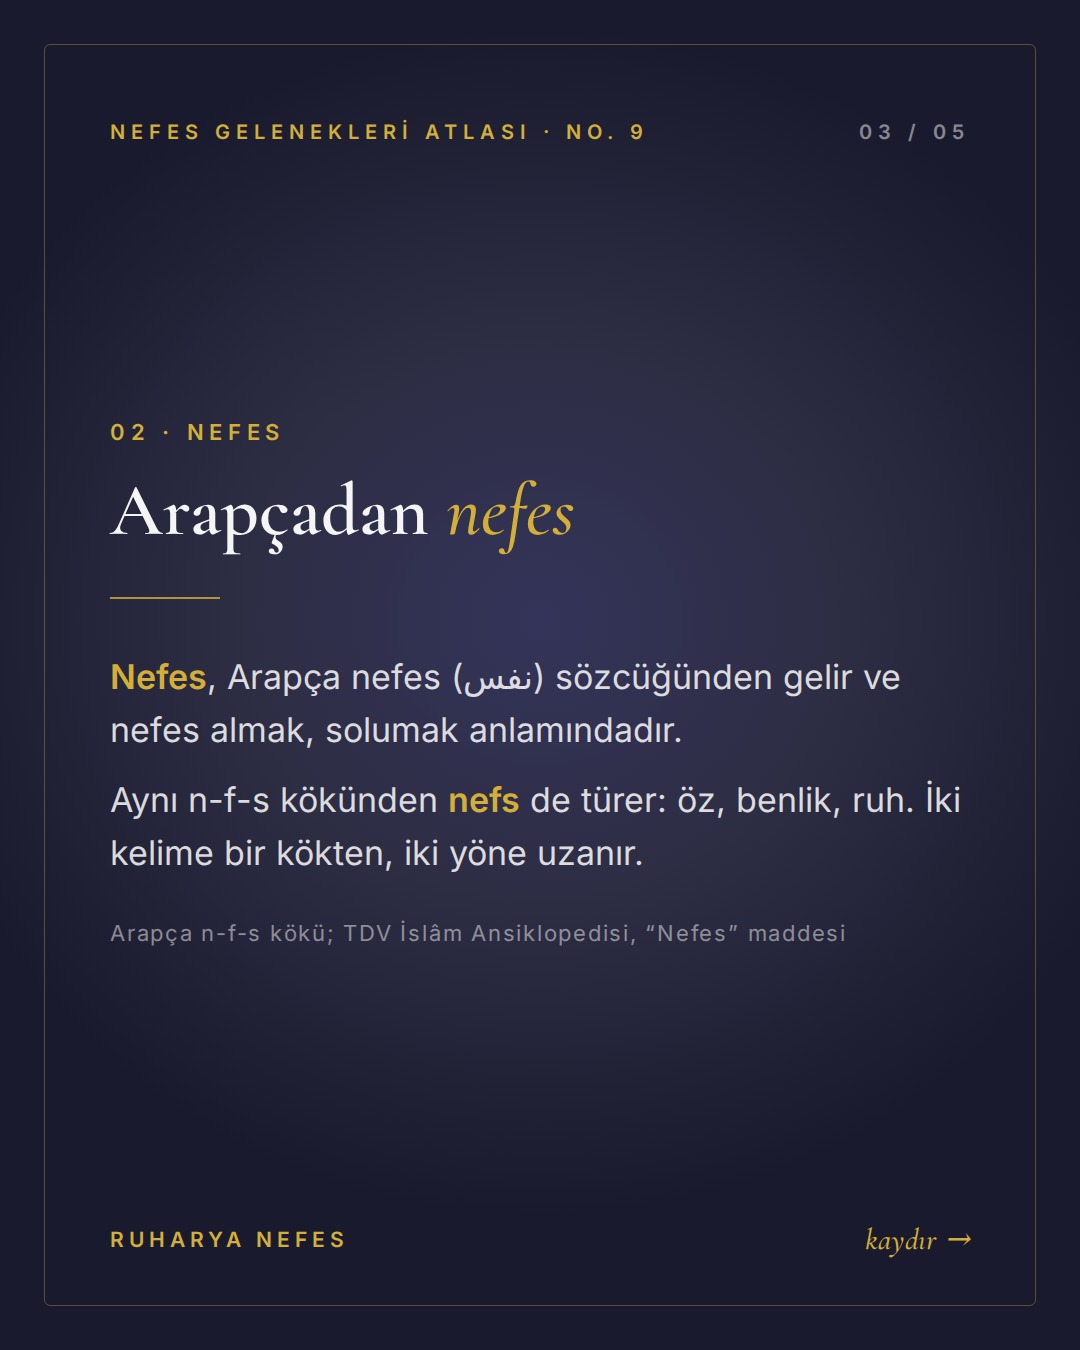 NEFES GELENEKLERİ ATLASI · NO. 9
03 / 05
02 · NEFES
Arapçadan nefes
Nefes, Arapça nefes (نفس) sözcüğünden gelir ve
nefes almak, solumak anlamındadır.
Aynı n-f-s kökünden nefs de türer: öz, benlik, ruh. İki
kelime bir kökten, iki yöne uzanır.
Arapça n-f-s kökü; TDV İslâm Ansiklopedisi, “Nefes” maddesi
RUHARYA NEFES
kaydır →